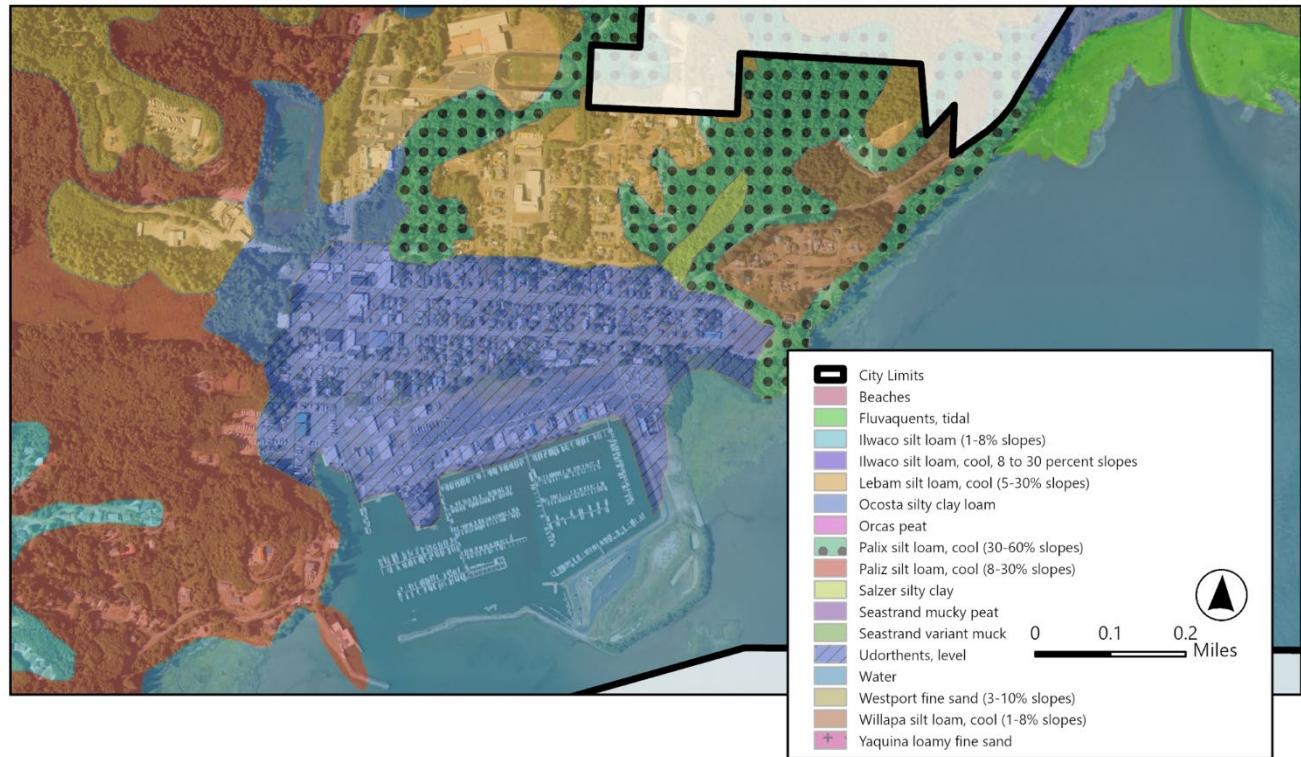 City Limits
Beaches
Fluvaquents, tidal
Ilwaco silt loam (1-8% slopes)
Ilwaco silt loam, cool, 8 to 30 percent slopes
Lebam silt loam, cool (5-30% slopes)
Ocosta silty clay loam
Orcas peat
Palix silt loam, cool (30-60% slopes)
Paliz silt loam, cool (8-30% slopes)
Salzer silty clay
Seastrand mucky peat
Seastrand variant muck
Udorthents, level
Water
Westport fine sand (3-10% slopes)
Willapa silt loam, cool (1-8% slopes)
Yaquina loamy fine sand
0 0.1 0.2
Miles